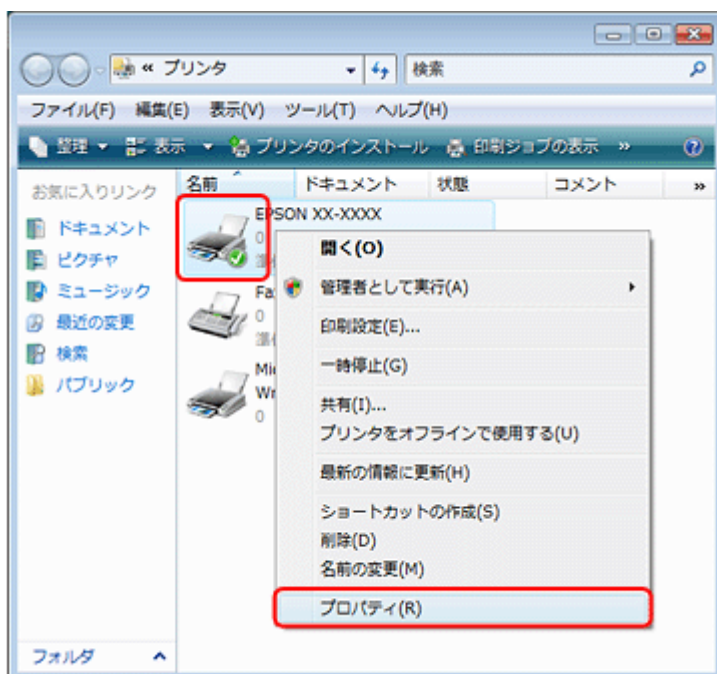 « プリンタ
検索
ファイル(F) 編集(E) 表示(V) ツール(T) ヘルプ(H)
整理 表示 プリンタのインストール 印刷ジョブの表示 »
お気に入りリンク
ドキュメント
ピクチャ
ミュージック
最近の変更
検索
パブリック
フォルダ
名前 ドキュメント 状態 コメント »
EPSON XX-XXXX
0
準
Fa
0
準
Mi
Wr
0
開く(O)
管理者として実行(A)
印刷設定(E)...
一時停止(G)
共有(I)...
プリンタをオフラインで使用する(U)
最新の情報に更新(H)
ショートカットの作成(S)
削除(D)
名前の変更(M)
プロパティ(R)